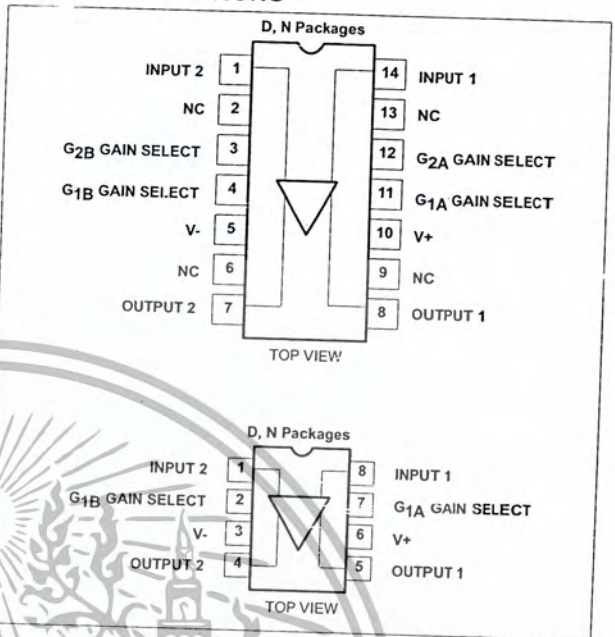 D, N Packages
INPUT 2 1 14 INPUT 1
NC 2 13 NC
G2B GAIN SELECT 3 12 G2A GAIN SELECT
G1B GAIN SELECT 4 11 G1A GAIN SELECT
V- 5 10 V+
NC 6 9 NC
OUTPUT 2 7 8 OUTPUT 1
TOP VIEW
D, N Packages
INPUT 2 1 8 INPUT 1
G1B GAIN SELECT 2 7 G1A GAIN SELECT
V- 3 6 V+
OUTPUT 2 4 5 OUTPUT 1
TOP VIEW